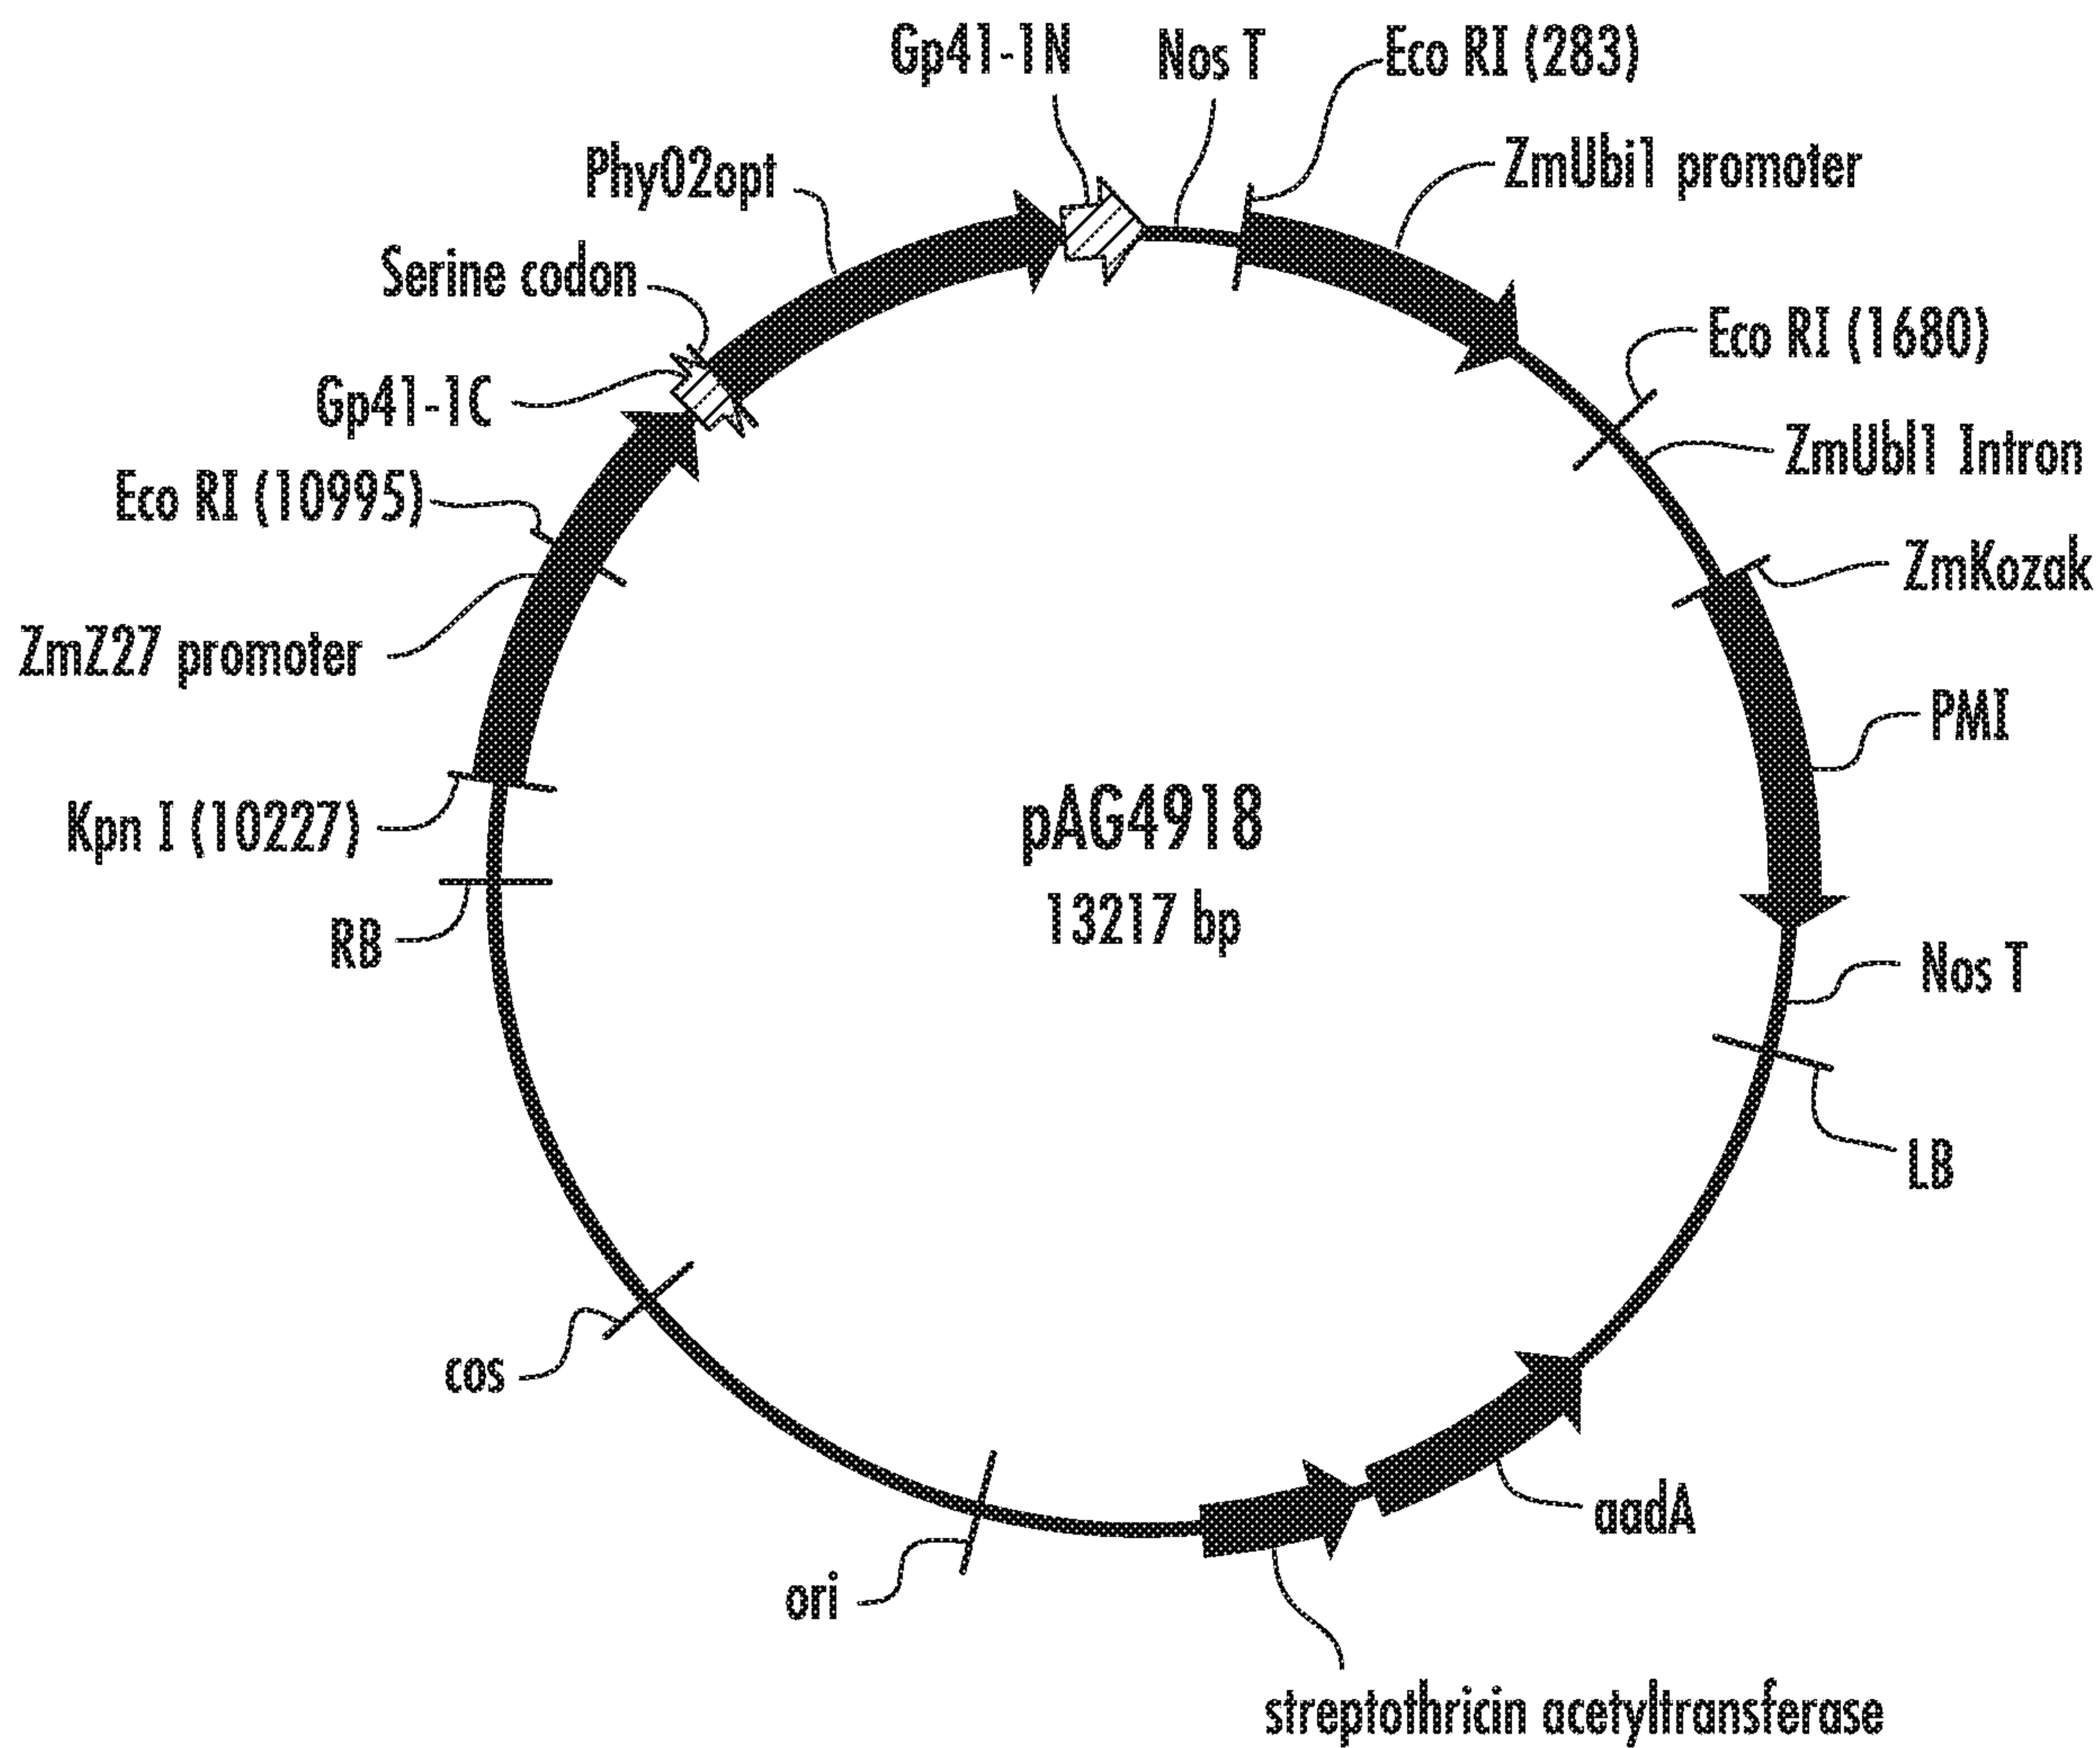 Gp41-1N
Nos T
Eco RI (283)
Phy02opt
ZmUbi1 promoter
Serine codon
Eco RI (1680)
Gp41-1C
ZmUbl1 Intron
Eco RI (10995)
ZmKozak
ZmZ27 promoter
PMI
Kpn I (10227)
pAG4918
13217 bp
RB
Nos T
LB
cos
aadA
ori
streptothricin acetyltransferase